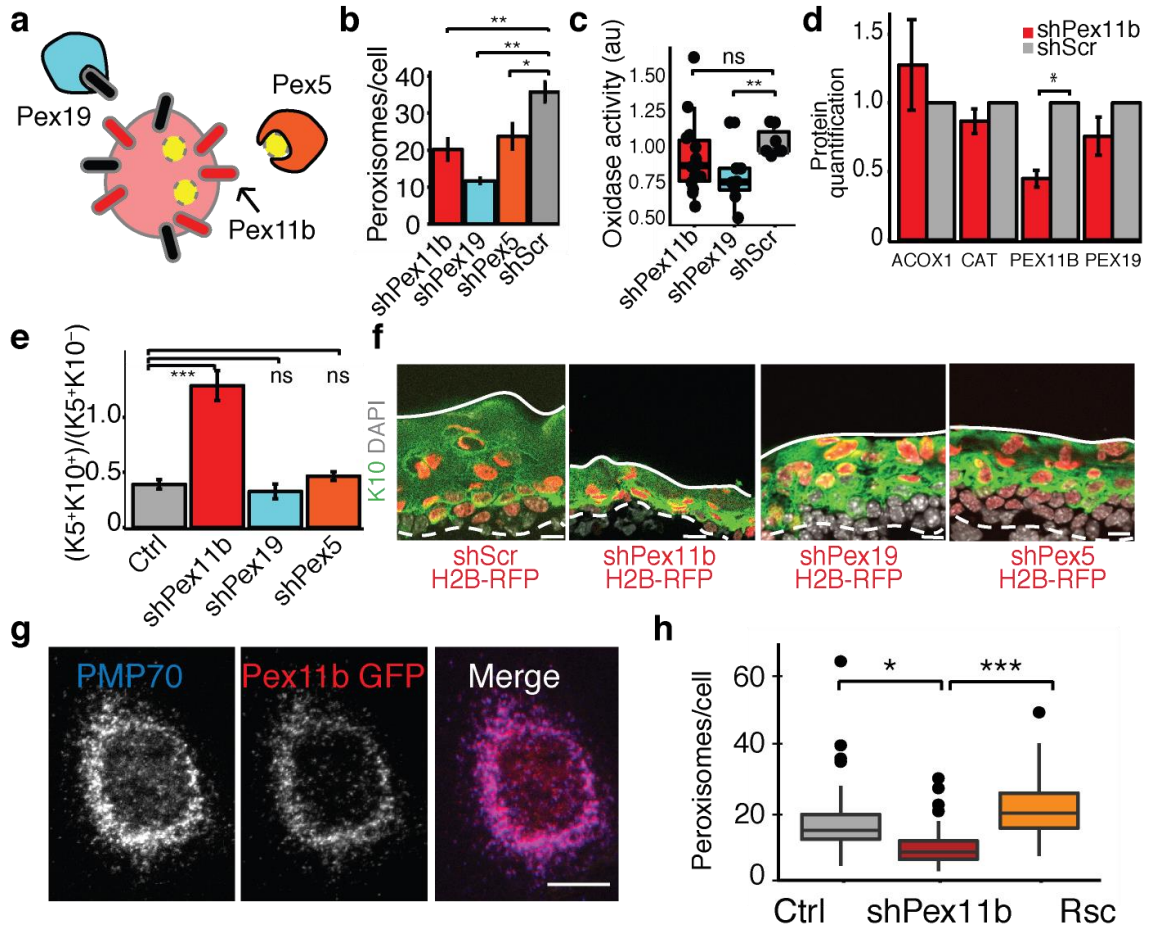 a
Pex19
Pex5
Pex11b
b
Peroxisomes/cell
**
**
*
40
30
20
10
0
shPex11b
shPex19
shPex5
shScr
c
Oxidase activity (au)
ns
**
1.50
1.25
1.00
0.75
0.50
shPex11b
shPex19
shScr
d
Protein
quantification
shPex11b
shScr
*
1.5
1.0
0.5
0
ACOX1 CAT PEX11B PEX19
e
(K5⁺K10⁺)/(K5⁺K10⁻)
*** ns ns
1.0
0.5
0
Ctrl
shPex11b
shPex19
shPex5
f
K10 DAPI
shScr
H2B-RFP
shPex11b
H2B-RFP
shPex19
H2B-RFP
shPex5
H2B-RFP
g
PMP70
Pex11b GFP
Merge
h
Peroxisomes/cell
* ***
60
40
20
0
Ctrl shPex11b Rsc